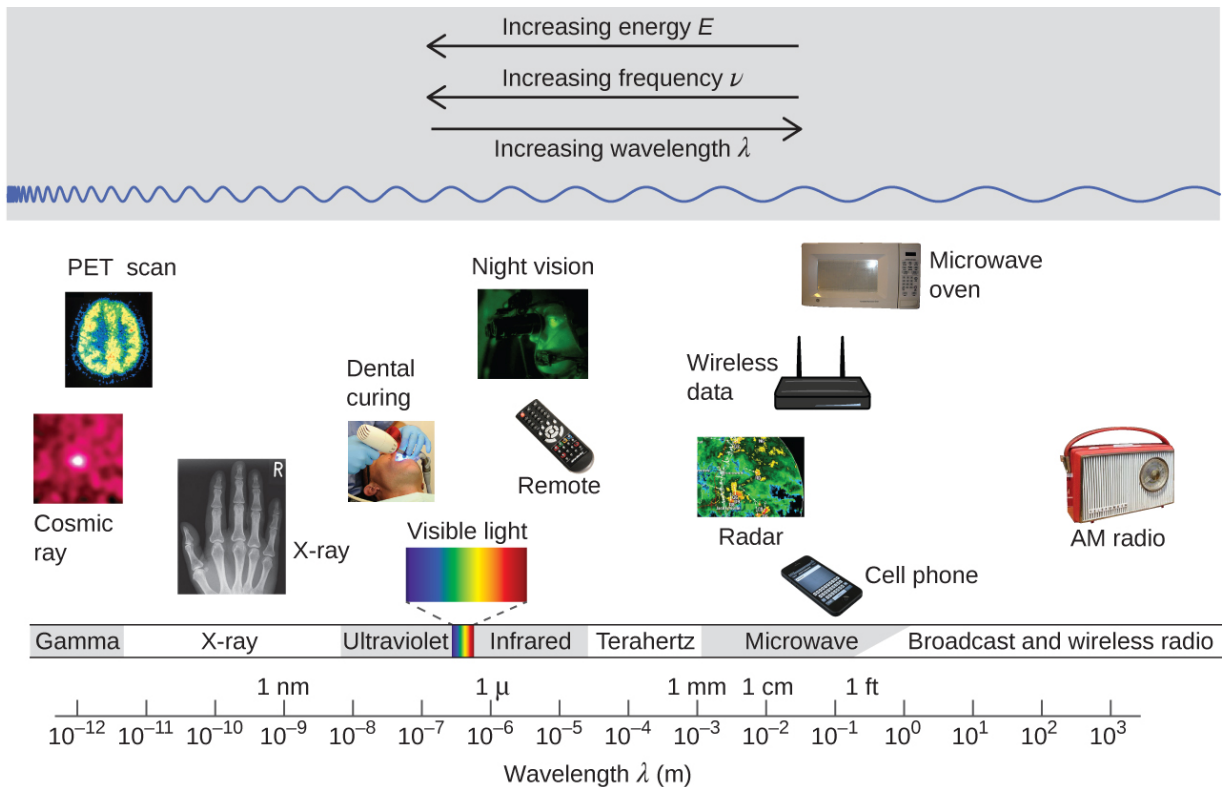 Increasing energy E
Increasing frequency ν
Increasing wavelength λ
PET scan
Night vision
Microwave
oven
Dental
curing
Wireless
data
R
Cosmic
ray
X-ray
Remote
Visible light
Radar
AM radio
Cell phone
Gamma X-ray Ultraviolet Infrared Terahertz Microwave Broadcast and wireless radio
1 nm 1 µ 1 mm 1 cm 1 ft
10⁻¹² 10⁻¹¹ 10⁻¹⁰ 10⁻⁹ 10⁻⁸ 10⁻⁷ 10⁻⁶ 10⁻⁵ 10⁻⁴ 10⁻³ 10⁻² 10⁻¹ 10⁰ 10¹ 10² 10³
Wavelength λ (m)